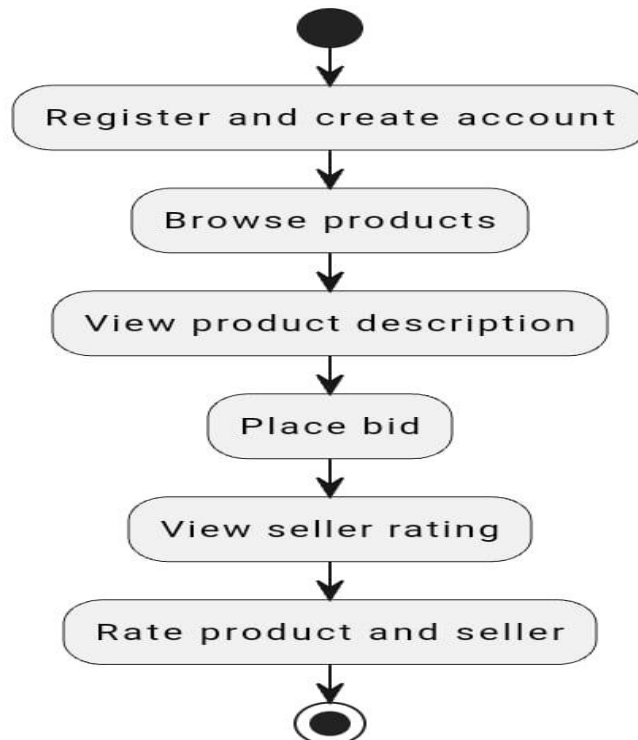 Register and create account
Browse products
View product description
Place bid
View seller rating
Rate product and seller